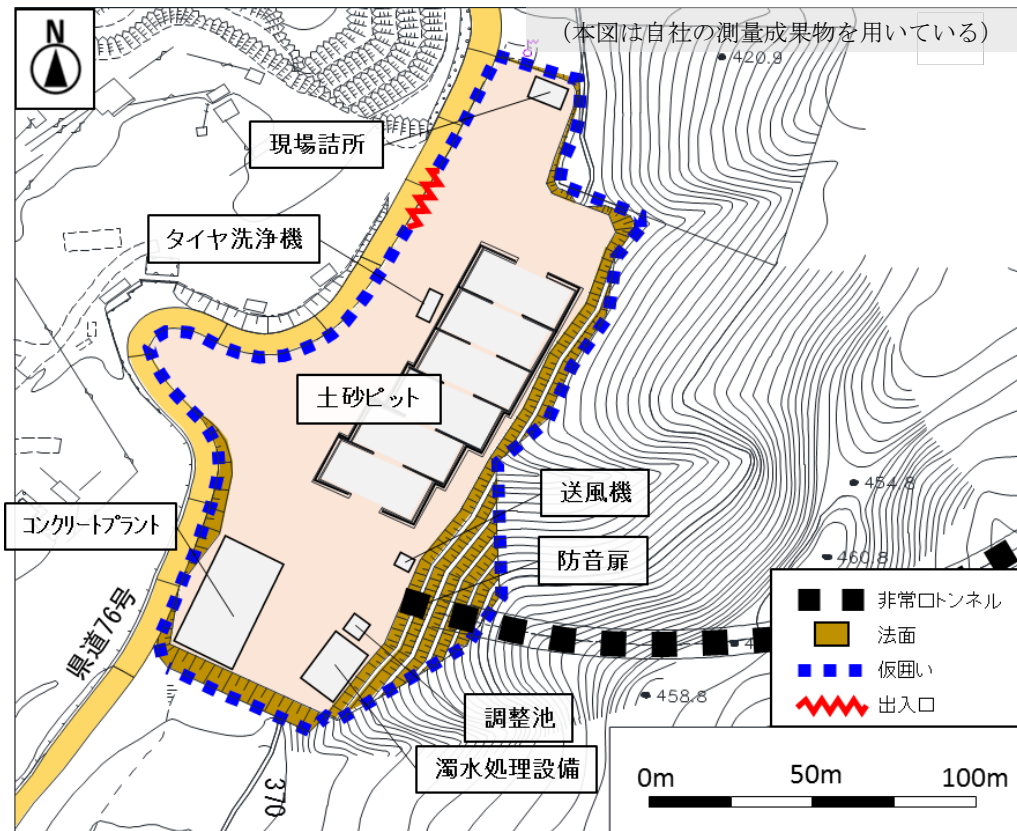 （本図は自社の測量成果物を用いている）
N
420.9
現場詰所
タイヤ洗浄機
土砂ピット
送風機
454.8
コンクリートプラント
防音扉
460.8
非常口トンネル
法面
県道76号
仮囲い
458.8
出入口
調整池
濁水処理設備
370
0m 50m 100m